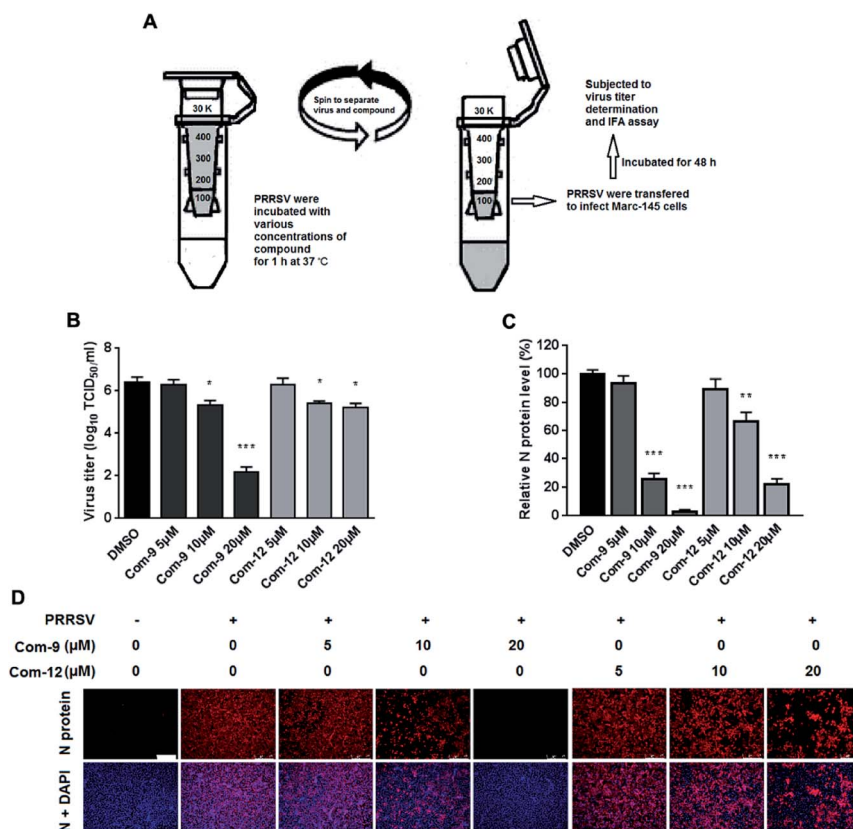 A
30 K
400
300
200
100
PRRSV were
incubated with
various
concentrations of
compound
for 1 h at 37 ℃
Spin to separate
virus and compound
30 K
400
300
200
100
Subjected to
virus titer
determination
and IFA assay
Incubated for 48 h
PRRSV were transfered
to infect Marc-145 cells
B
Virus titer (log10 TCID50/ml)
8
6
4
2
0
*
***
*
*
DMSO
Com-9 5μM
Com-9 10μM
Com-9 20μM
Com-12 5μM
Com-12 10μM
Com-12 20μM
C
Relative N protein level (%)
120
100
80
60
40
20
0
***
***
**
***
DMSO
Com-9 5μM
Com-9 10μM
Com-9 20μM
Com-12 5μM
Com-12 10μM
Com-12 20μM
D
PRRSV - + + + + + + +
Com-9 (μM) 0 0 5 10 20 0 0 0
Com-12 (μM) 0 0 0 0 0 5 10 20
N protein
N + DAPI